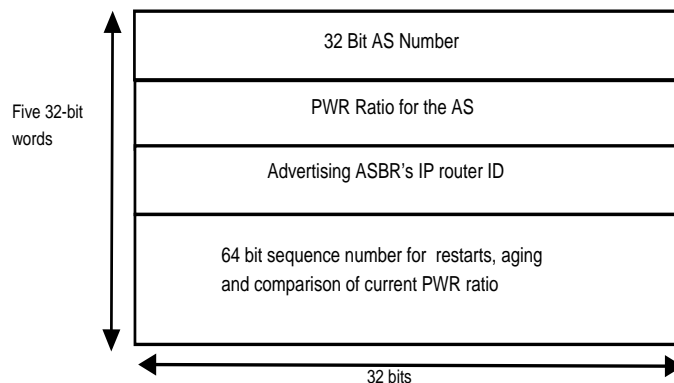 32 Bit AS Number
PWR Ratio for the AS
Five 32-bit
words
Advertising ASBR's IP router ID
64 bit sequence number for restarts, aging
and comparison of current PWR ratio
32 bits